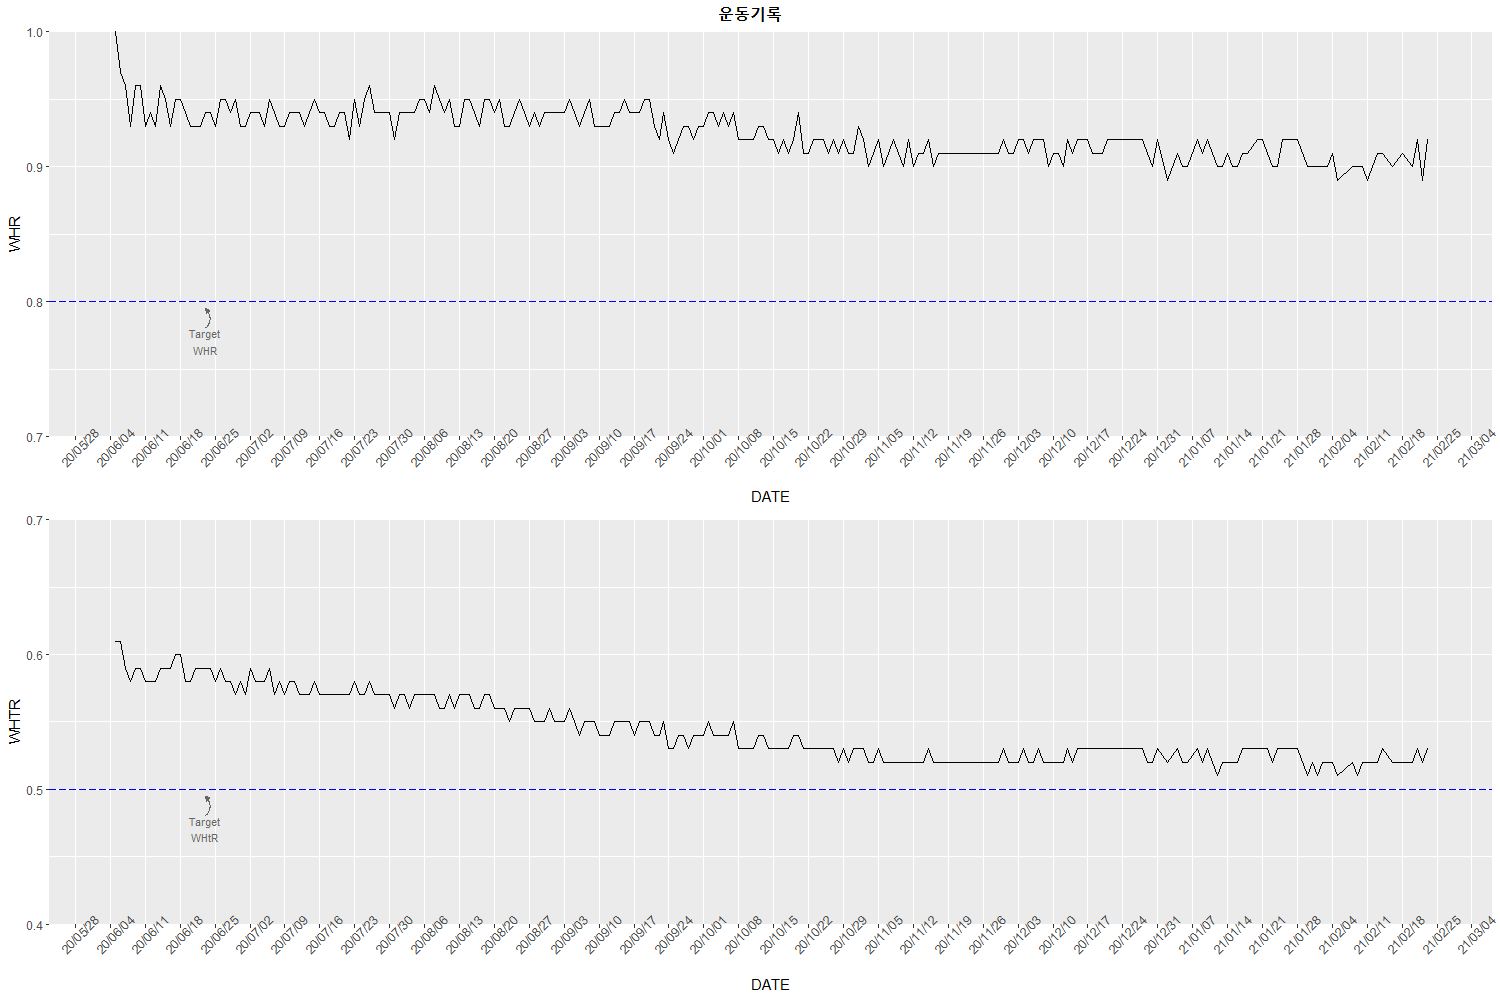 운동기록
1.0
0.9
0.8
0.7
WHR
Target
WHR
20/05/28 20/06/04 20/06/11 20/06/18 20/06/25 20/07/02 20/07/09 20/07/16 20/07/23 20/07/30 20/08/06 20/08/13 20/08/20 20/08/27 20/09/03 20/09/10 20/09/17 20/09/24 20/10/01 20/10/08 20/10/15 20/10/22 20/10/29 20/11/05 20/11/12 20/11/19 20/11/26 20/12/03 20/12/10 20/12/17 20/12/24 20/12/31 21/01/07 21/01/14 21/01/21 21/01/28 21/02/04 21/02/11 21/02/18 21/02/25 21/03/04
DATE
0.7
0.6
0.5
0.4
WHTR
Target
WHtR
20/05/28 20/06/04 20/06/11 20/06/18 20/06/25 20/07/02 20/07/09 20/07/16 20/07/23 20/07/30 20/08/06 20/08/13 20/08/20 20/08/27 20/09/03 20/09/10 20/09/17 20/09/24 20/10/01 20/10/08 20/10/15 20/10/22 20/10/29 20/11/05 20/11/12 20/11/19 20/11/26 20/12/03 20/12/10 20/12/17 20/12/24 20/12/31 21/01/07 21/01/14 21/01/21 21/01/28 21/02/04 21/02/11 21/02/18 21/02/25 21/03/04
DATE